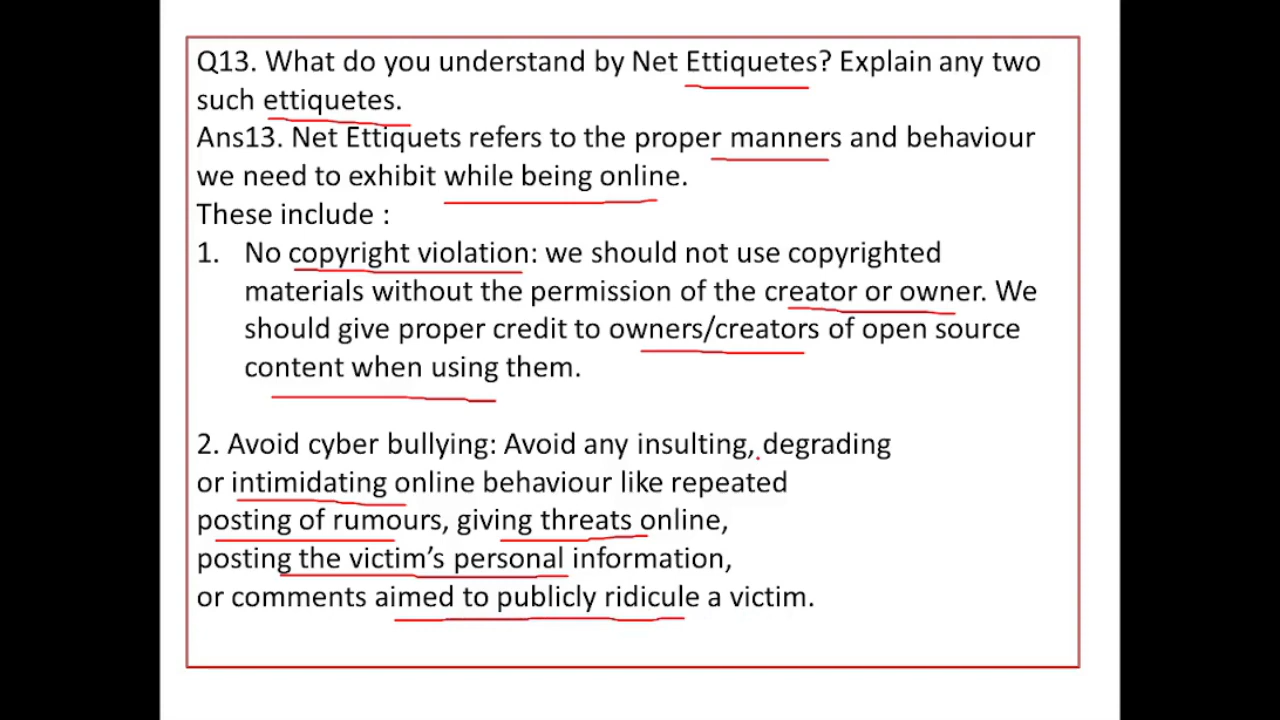 Q13. What do you understand by Net Ettiquetes? Explain any two
such ettiquetes.
Ans13. Net Ettiquets refers to the proper manners and behaviour
we need to exhibit while being online.
These include :
1. No copyright violation: we should not use copyrighted
materials without the permission of the creator or owner. We
should give proper credit to owners/creators of open source
content when using them.
2. Avoid cyber bullying: Avoid any insulting, degrading
or intimidating online behaviour like repeated
posting of rumours, giving threats online,
posting the victim’s personal information,
or comments aimed to publicly ridicule a victim.